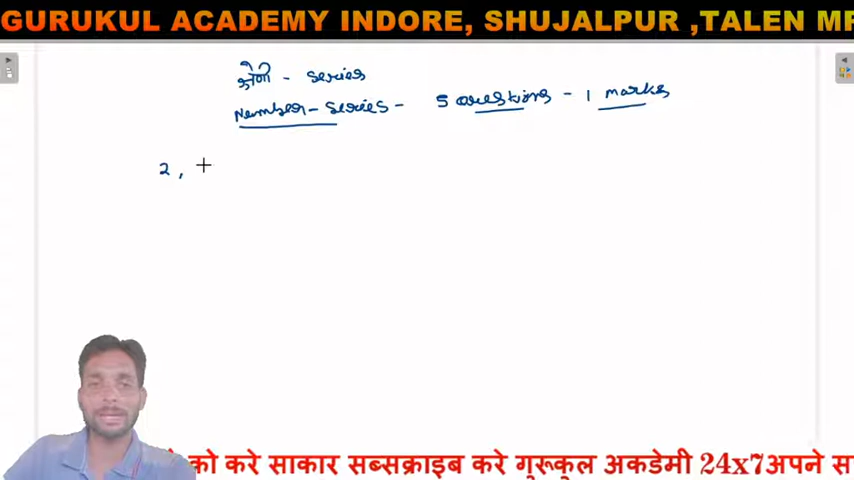 GURUKUL ACADEMY INDORE, SHUJALPUR ,TALEN MP
श्रेणी - series
Number - series - 5 questions - 1 marks
2 ,
को करे साकार सब्सक्राइब करे गुरूकुल अकडेमी 24x7अपने